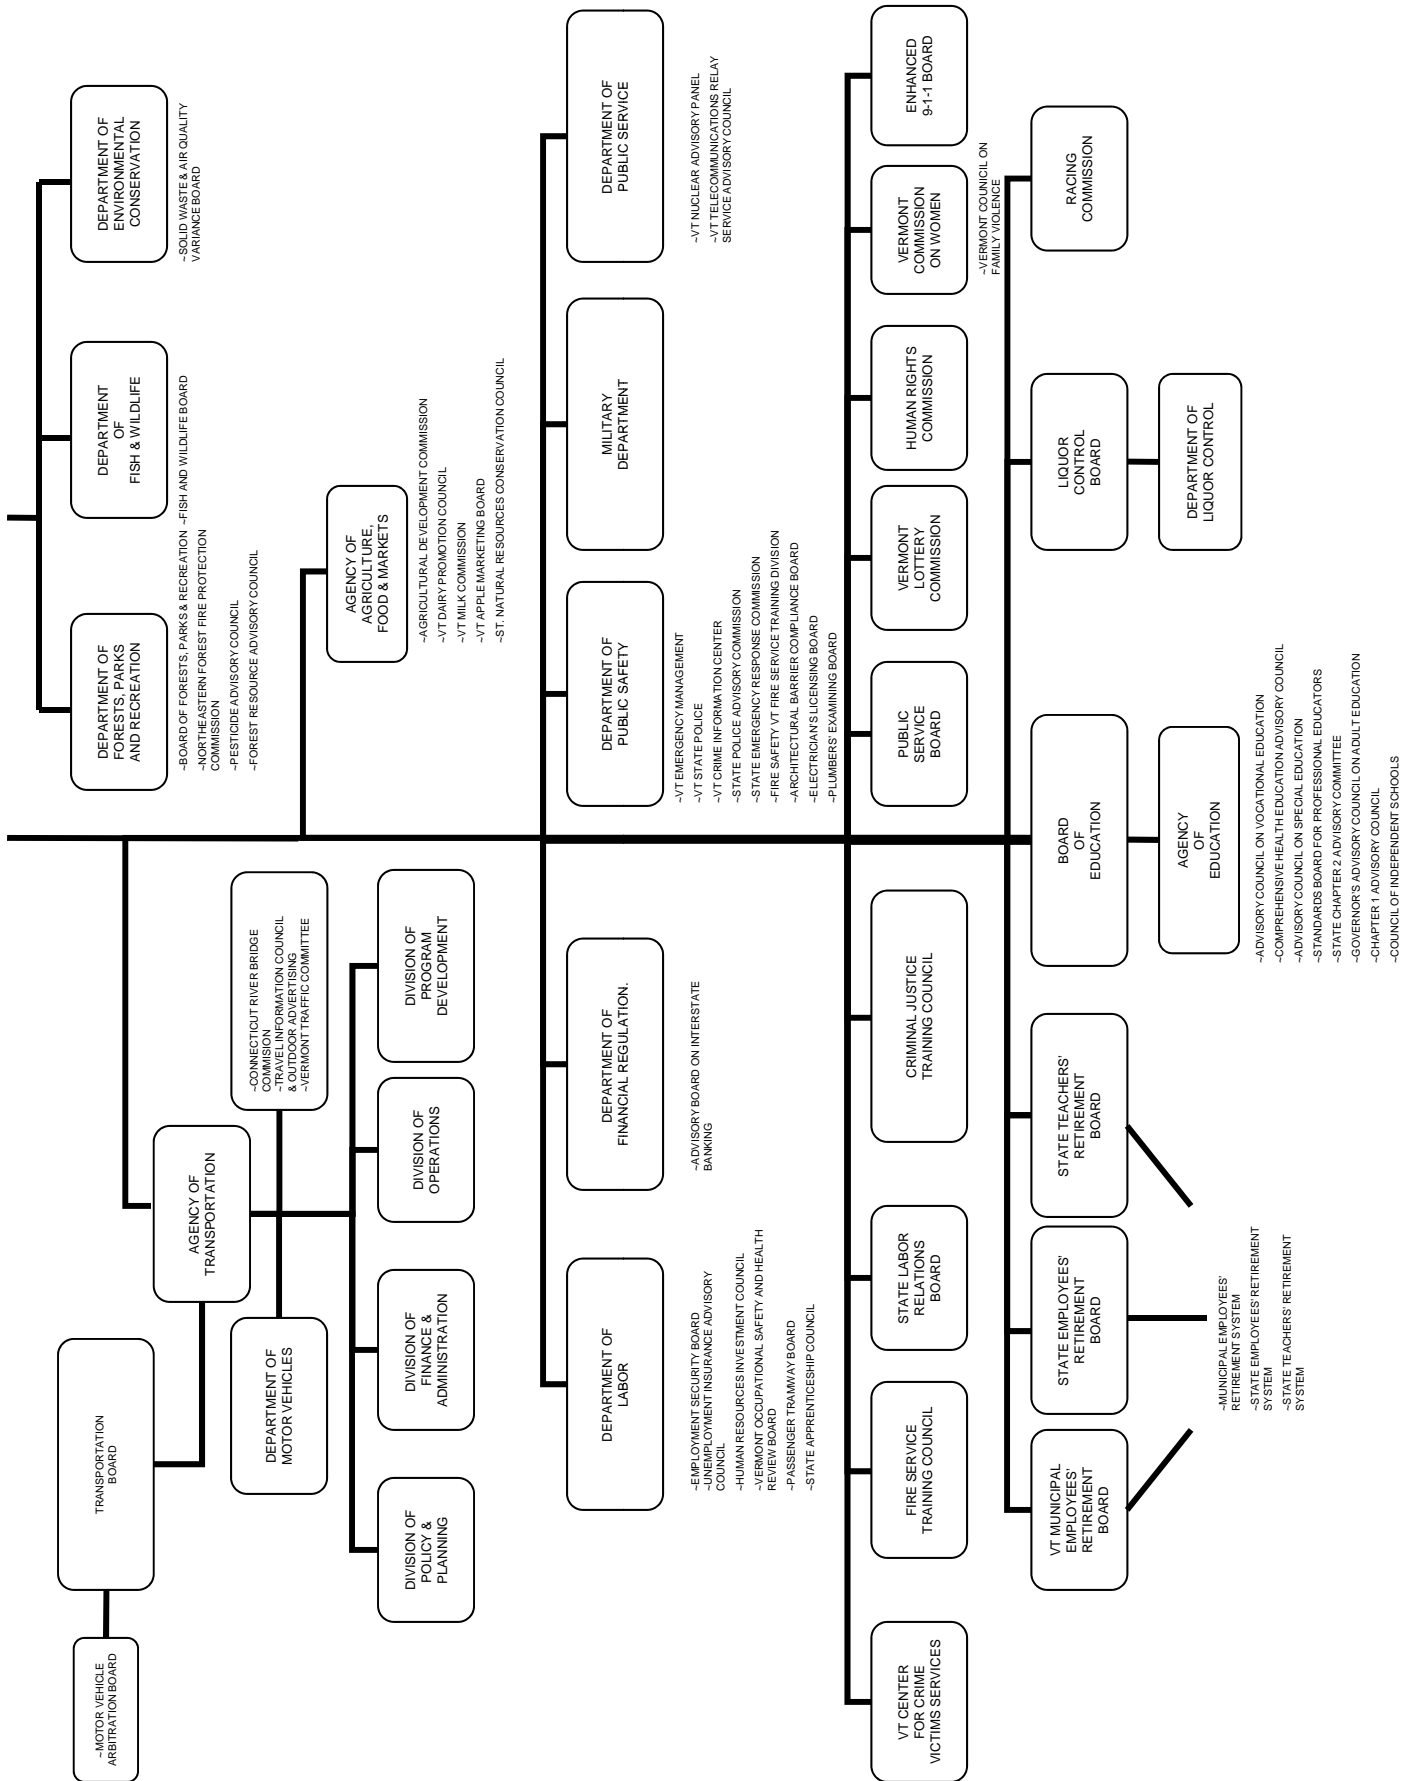 ~MOTOR VEHICLE
ARBITRATION BOARD
TRANSPORTATION
BOARD
AGENCY OF
TRANSPORTATION
DEPARTMENT OF
MOTOR VEHICLES
~CONNECTICUT RIVER BRIDGE
COMMISION
~TRAVEL INFORMATION COUNCIL
& OUTDOOR ADVERTISING
~VERMONT TRAFFIC COMMITTEE
DIVISION OF
POLICY &
PLANNING
DIVISION OF
FINANCE &
ADMINISTRATION
DIVISION OF
OPERATIONS
DIVISION OF
PROGRAM
DEVELOPMENT
DEPARTMENT OF
FORESTS, PARKS
AND RECREATION
~BOARD OF FORESTS, PARKS & RECREATION
~NORTHEASTERN FOREST FIRE PROTECTION
COMMISSION
~PESTICIDE ADVISORY COUNCIL
~FOREST RESOURCE ADVISORY COUNCIL
DEPARTMENT
OF
FISH & WILDLIFE
~FISH AND WILDLIFE BOARD
DEPARTMENT OF
ENVIRONMENTAL
CONSERVATION
~SOLID WASTE & AIR QUALITY
VARIANCE BOARD
AGENCY OF
AGRICULTURE,
FOOD & MARKETS
~AGRICULTURAL DEVELOPMENT COMMISSION
~VT DAIRY PROMOTION COUNCIL
~VT MILK COMMISSION
~VT APPLE MARKETING BOARD
~ST. NATURAL RESOURCES CONSERVATION COUNCIL
DEPARTMENT OF
LABOR
~EMPLOYMENT SECURITY BOARD
~UNEMPLOYMENT INSURANCE ADVISORY
COUNCIL
~HUMAN RESOURCES INVESTMENT COUNCIL
~VERMONT OCCUPATIONAL SAFETY AND HEALTH
REVIEW BOARD
~PASSENGER TRAMWAY BOARD
~STATE APPRENTICESHIP COUNCIL
DEPARTMENT OF
FINANCIAL REGULATION.
~ADVISORY BOARD ON INTERSTATE
BANKING
DEPARTMENT OF
PUBLIC SAFETY
~VT EMERGENCY MANAGEMENT
~VT STATE POLICE
~VT CRIME INFORMATION CENTER
~STATE POLICE ADVISORY COMMISSION
~STATE EMERGENCY RESPONSE COMMISSION
~FIRE SAFETY VT FIRE SERVICE TRAINING DIVISION
~ARCHITECTURAL BARRIER COMPLIANCE BOARD
~ELECTRICIAN'S LICENSING BOARD
~PLUMBERS' EXAMINING BOARD
MILITARY
DEPARTMENT
DEPARTMENT OF
PUBLIC SERVICE
~VT NUCLEAR ADVISORY PANEL
~VT TELECOMMUNICATIONS RELAY
SERVICE ADVISORY COUNCIL
VT CENTER
FOR CRIME
VICTIMS SERVICES
FIRE SERVICE
TRAINING COUNCIL
STATE LABOR
RELATIONS
BOARD
CRIMINAL JUSTICE
TRAINING COUNCIL
PUBLIC
SERVICE
BOARD
VERMONT
LOTTERY
COMMISSION
HUMAN RIGHTS
COMMISSION
VERMONT
COMMISSION
ON WOMEN
~VERMONT COUNICIL ON
FAMILY VIOLENCE
ENHANCED
9-1-1 BOARD
VT MUNICIPAL
EMPLOYEES'
RETIREMENT
BOARD
STATE EMPLOYEES'
RETIREMENT
BOARD
STATE TEACHERS'
RETIREMENT
BOARD
~MUNICIPAL EMPLOYEES'
RETIREMENT SYSTEM
~STATE EMPLOYEES' RETIREMENT
SYSTEM
~STATE TEACHERS' RETIREMENT
SYSTEM
BOARD
OF
EDUCATION
AGENCY
OF
EDUCATION
~ADVISORY COUNCIL ON VOCATIONAL EDUCATION
~COMPREHENSIVE HEALTH EDUCATION ADVISORY COUNCIL
~ADVISORY COUNCIL ON SPECIAL EDUCATION
~STANDARDS BOARD FOR PROFESSIONAL EDUCATORS
~STATE CHAPTER 2 ADVISORY COMMITTEE
~GOVERNOR'S ADVISORY COUNCIL ON ADULT EDUCATION
~CHAPTER 1 ADVISORY COUNCIL
~COUNCIL OF INDEPENDENT SCHOOLS
LIQUOR
CONTROL
BOARD
DEPARTMENT OF
LIQUOR CONTROL
RACING
COMMISSION